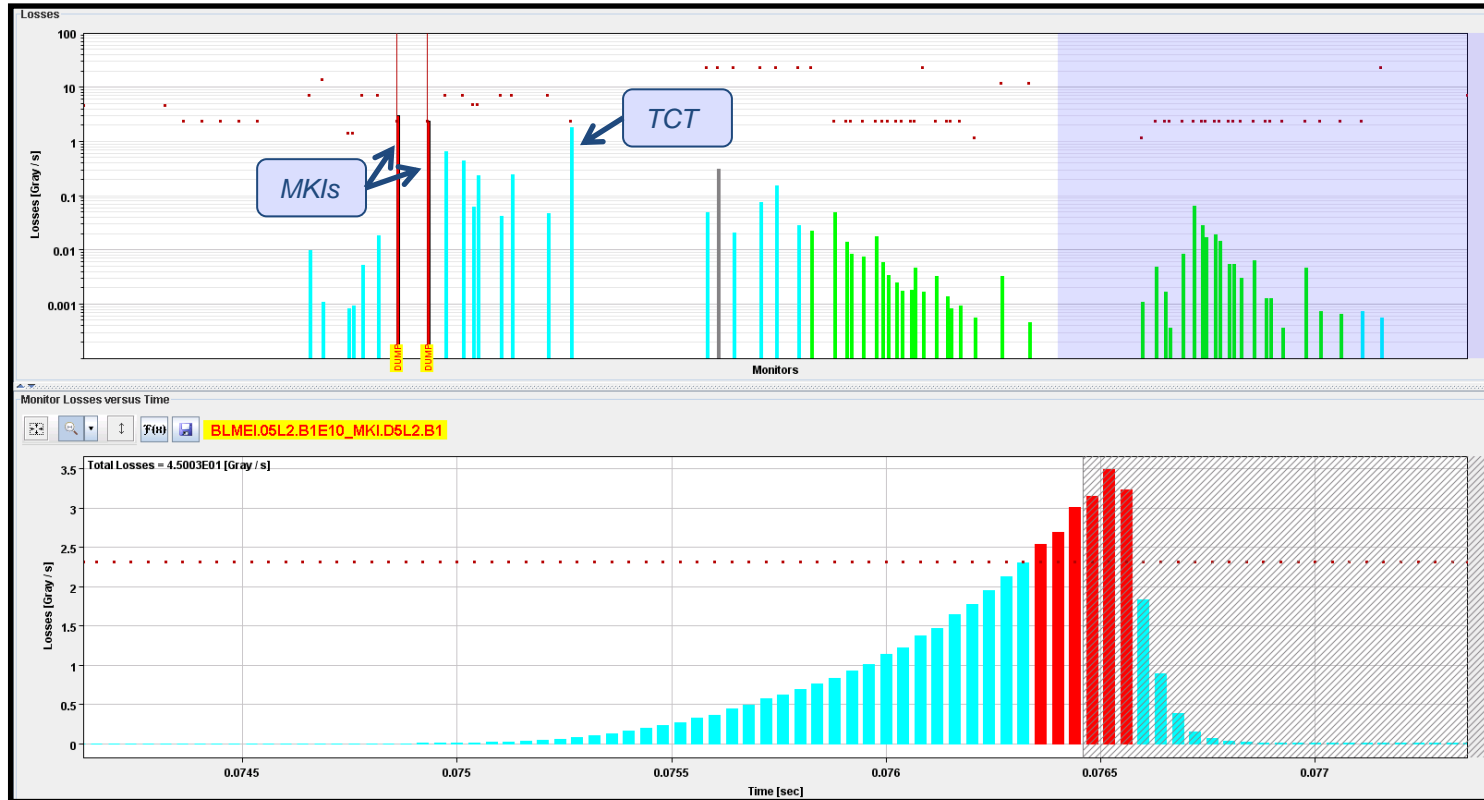 Losses
100
10
1
0.1
0.01
0.001
Losses [Gray / s]
MKIs
TCT
DUMP
DUMP
Monitors
Monitor Losses versus Time
F(x)
BLMEI.05L2.B1E10_MKI.D5L2.B1
Total Losses = 4.5003E01 [Gray / s]
3.5
3
2.5
2
1.5
1
0.5
0
Losses [Gray / s]
0.0745
0.075
0.0755
0.076
0.0765
0.077
Time [sec]